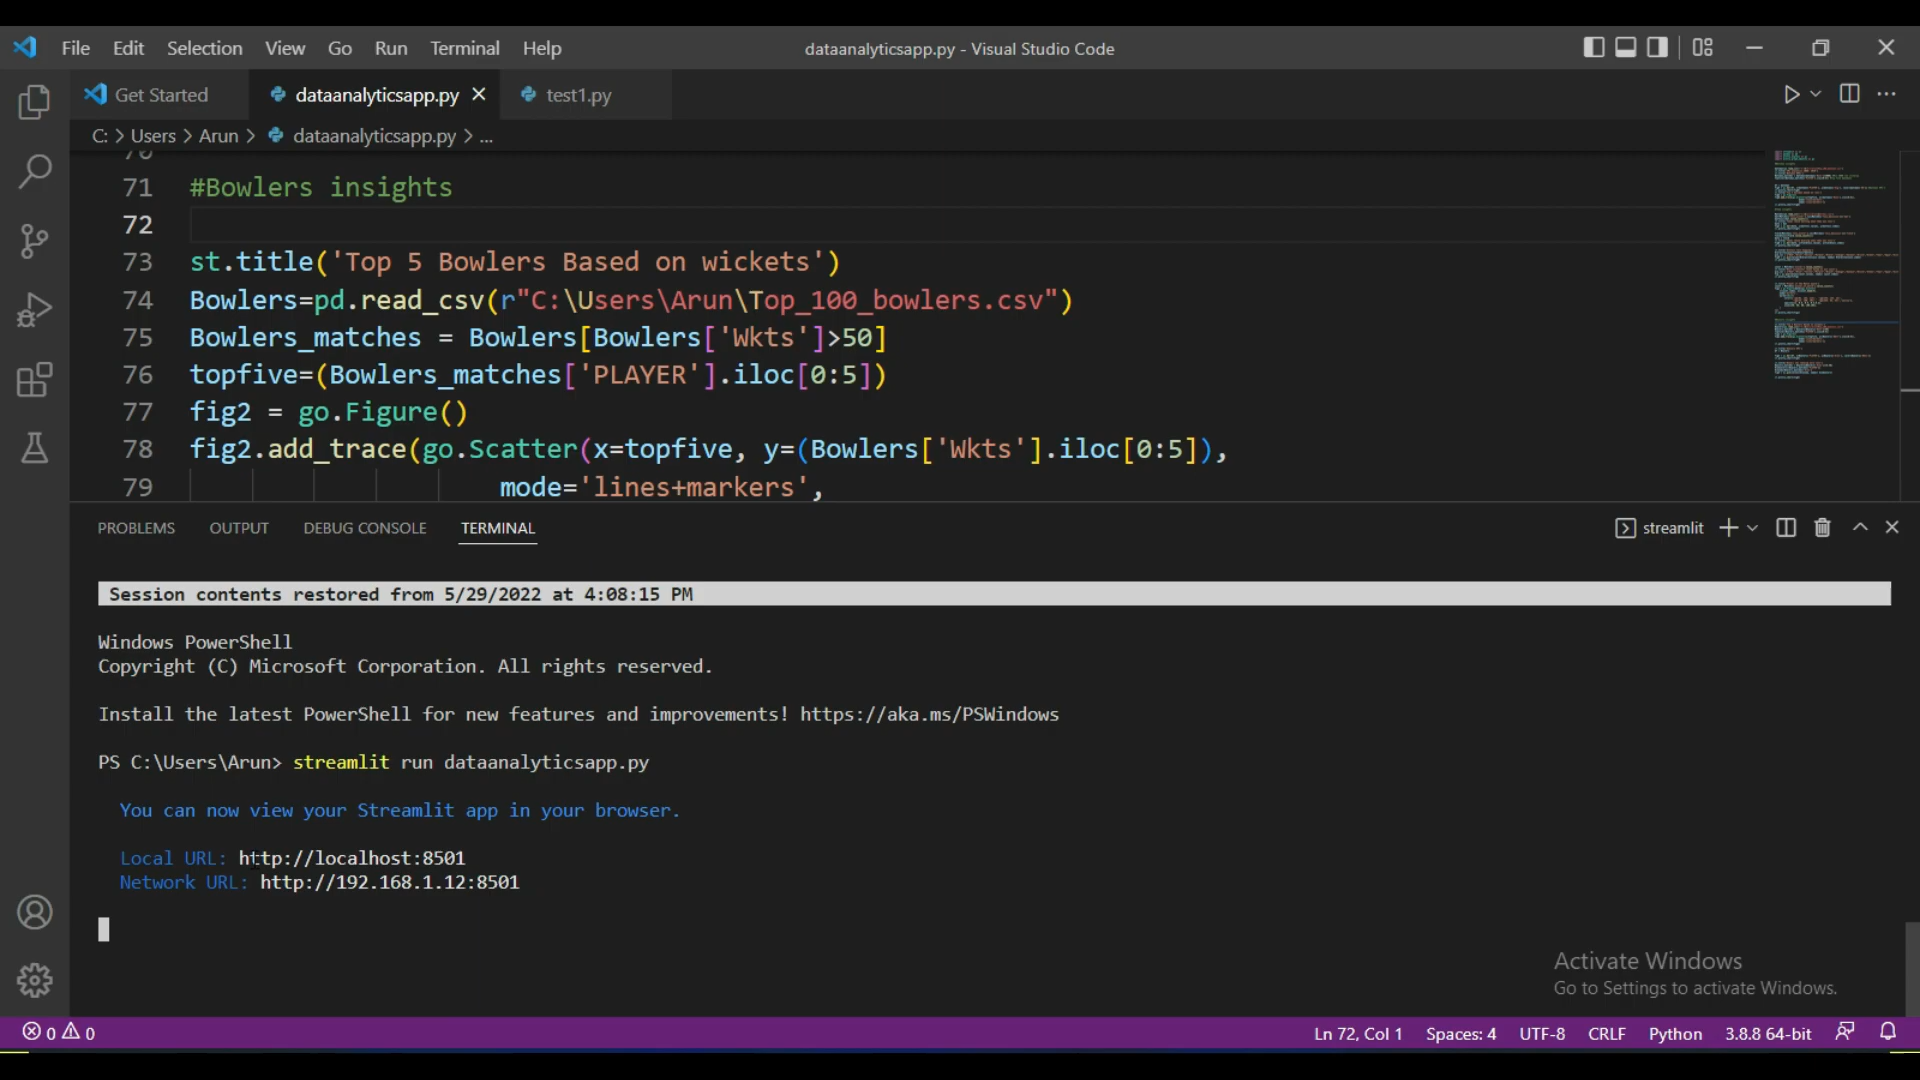 File Edit Selection View Go Run Terminal Help
dataanalyticsapp.py - Visual Studio Code
Get Started
dataanalyticsapp.py
test1.py
C: > Users > Arun > dataanalyticsapp.py > ...
71 #Bowlers insights
72
73 st.title('Top 5 Bowlers Based on wickets')
74 Bowlers=pd.read_csv(r"C:\Users\Arun\Top_100_bowlers.csv")
75 Bowlers_matches = Bowlers[Bowlers['Wkts']>50]
76 topfive=(Bowlers_matches['PLAYER'].iloc[0:5])
77 fig2 = go.Figure()
78 fig2.add_trace(go.Scatter(x=topfive, y=(Bowlers['Wkts'].iloc[0:5]),
79 mode='lines+markers',
PROBLEMS OUTPUT DEBUG CONSOLE TERMINAL
streamlit
Session contents restored from 5/29/2022 at 4:08:15 PM
Windows PowerShell
Copyright (C) Microsoft Corporation. All rights reserved.
Install the latest PowerShell for new features and improvements! https://aka.ms/PSWindows
PS C:\Users\Arun> streamlit run dataanalyticsapp.py
You can now view your Streamlit app in your browser.
Local URL: http://localhost:8501
Network URL: http://192.168.1.12:8501
Activate Windows
Go to Settings to activate Windows.
0 0
Ln 72, Col 1 Spaces: 4 UTF-8 CRLF Python 3.8.8 64-bit